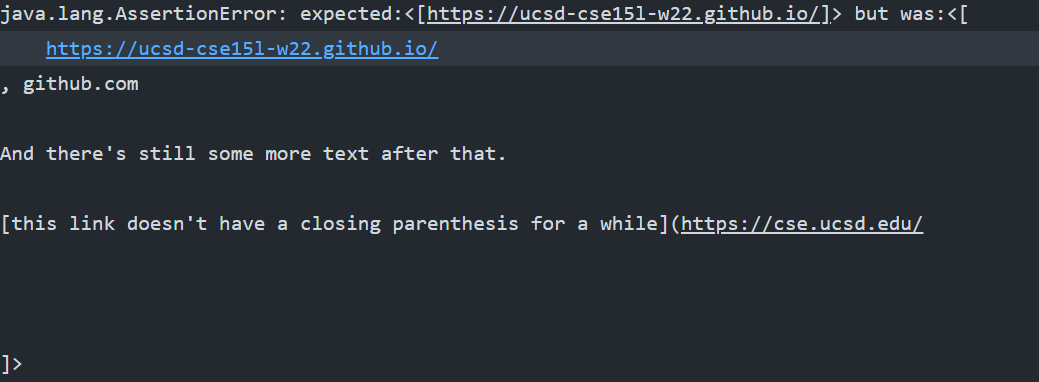 java.lang.AssertionError: expected:<[https://ucsd-cse15l-w22.github.io/]> but was:<[
https://ucsd-cse15l-w22.github.io/
, github.com
And there's still some more text after that.
[this link doesn't have a closing parenthesis for a while](https://cse.ucsd.edu/
]>